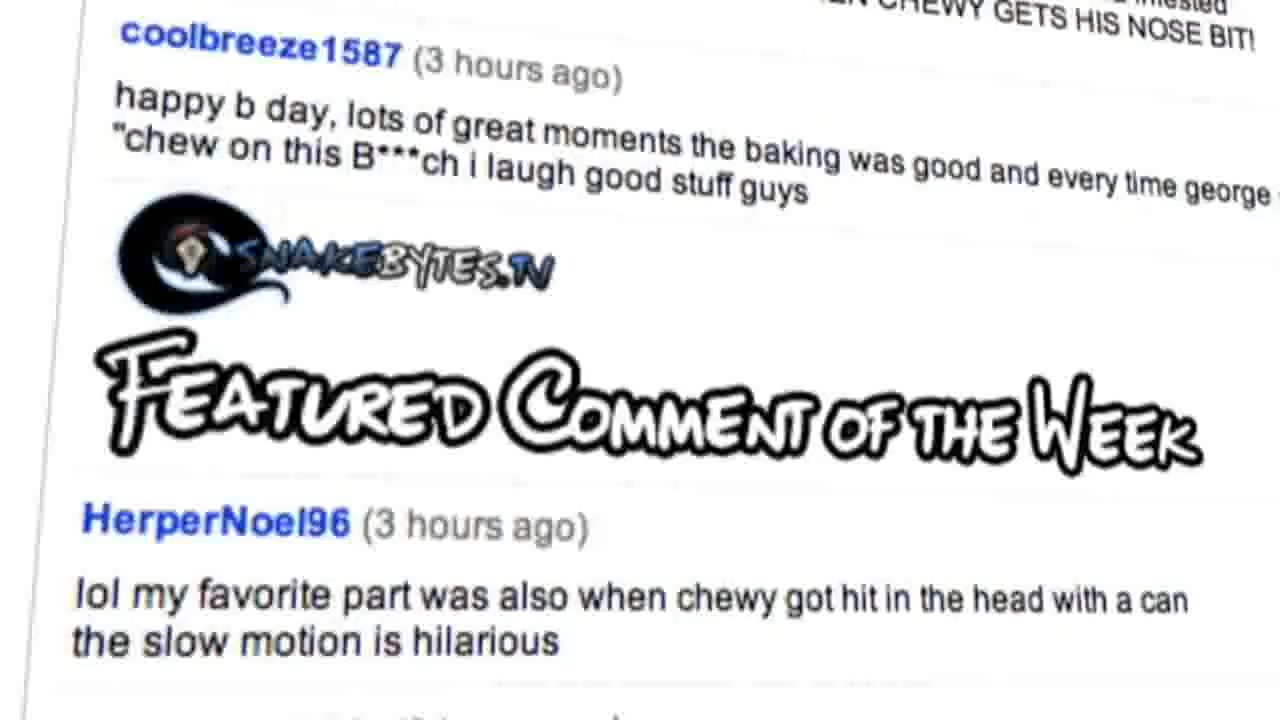 CHEWY GETS HIS NOSE BIT!
coolbreeze1587 (3 hours ago)
happy b day, lots of great moments the baking was good and every time george
"chew on this B***ch i laugh good stuff guys
SNAKEBYTES.TV
FEATURED COMMENT OF THE WEEK
HerperNoel96 (3 hours ago)
lol my favorite part was also when chewy got hit in the head with a can
the slow motion is hilarious